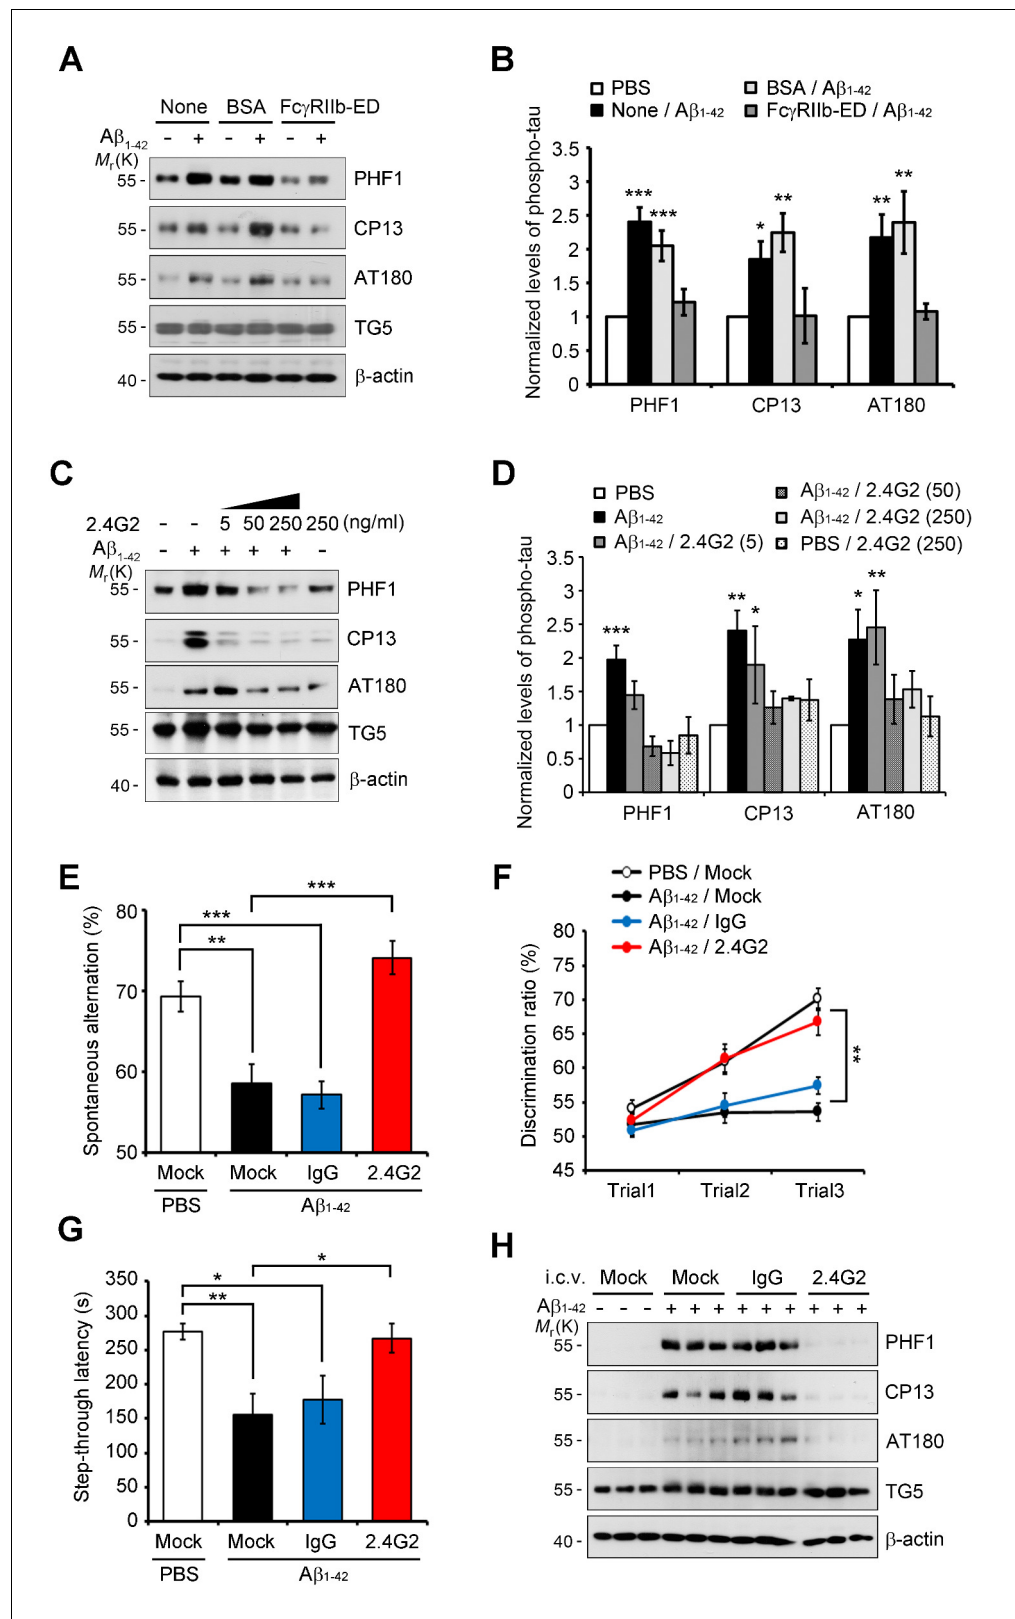 A
None BSA FcγRIIb-ED
Aβ1-42 - + - + - +
Mr(K)
55 - PHF1
CP13
55 -
55 - AT180
55 - TG5
40 - β-actin
B
PBS BSA / Aβ1-42
None / Aβ1-42 FcγRIIb-ED / Aβ1-42
Normalized levels of phospho-tau
3.5
3
2.5
2
1.5
1
0.5
0
*** *** * ** ** **
PHF1 CP13 AT180
C
2.4G2 - - 5 50 250 250 (ng/ml)
Aβ1-42 - + + + + -
Mr(K)
55 - PHF1
55 - CP13
55 - AT180
55 - TG5
40 - β-actin
D
PBS Aβ1-42 / 2.4G2 (50)
Aβ1-42 Aβ1-42 / 2.4G2 (250)
Aβ1-42 / 2.4G2 (5) PBS / 2.4G2 (250)
Normalized levels of phospho-tau
3.5
3
2.5
2
1.5
1
0.5
0
*** ** * * **
PHF1 CP13 AT180
E
Spontaneous alternation (%)
80
70
60
50
***
***
**
Mock Mock IgG 2.4G2
PBS Aβ1-42
F
PBS / Mock
Aβ1-42 / Mock
Aβ1-42 / IgG
Aβ1-42 / 2.4G2
Discrimination ratio (%)
80
75
70
65
60
55
50
45
**
Trial1 Trial2 Trial3
G
Step-through latency (s)
350
300
250
200
150
100
50
0
*
*
**
Mock Mock IgG 2.4G2
PBS Aβ1-42
H
i.c.v. Mock Mock IgG 2.4G2
Aβ1-42 - - - + + + + + + + + +
Mr(K)
55 - PHF1
55 - CP13
55 - AT180
55 - TG5
40 - β-actin